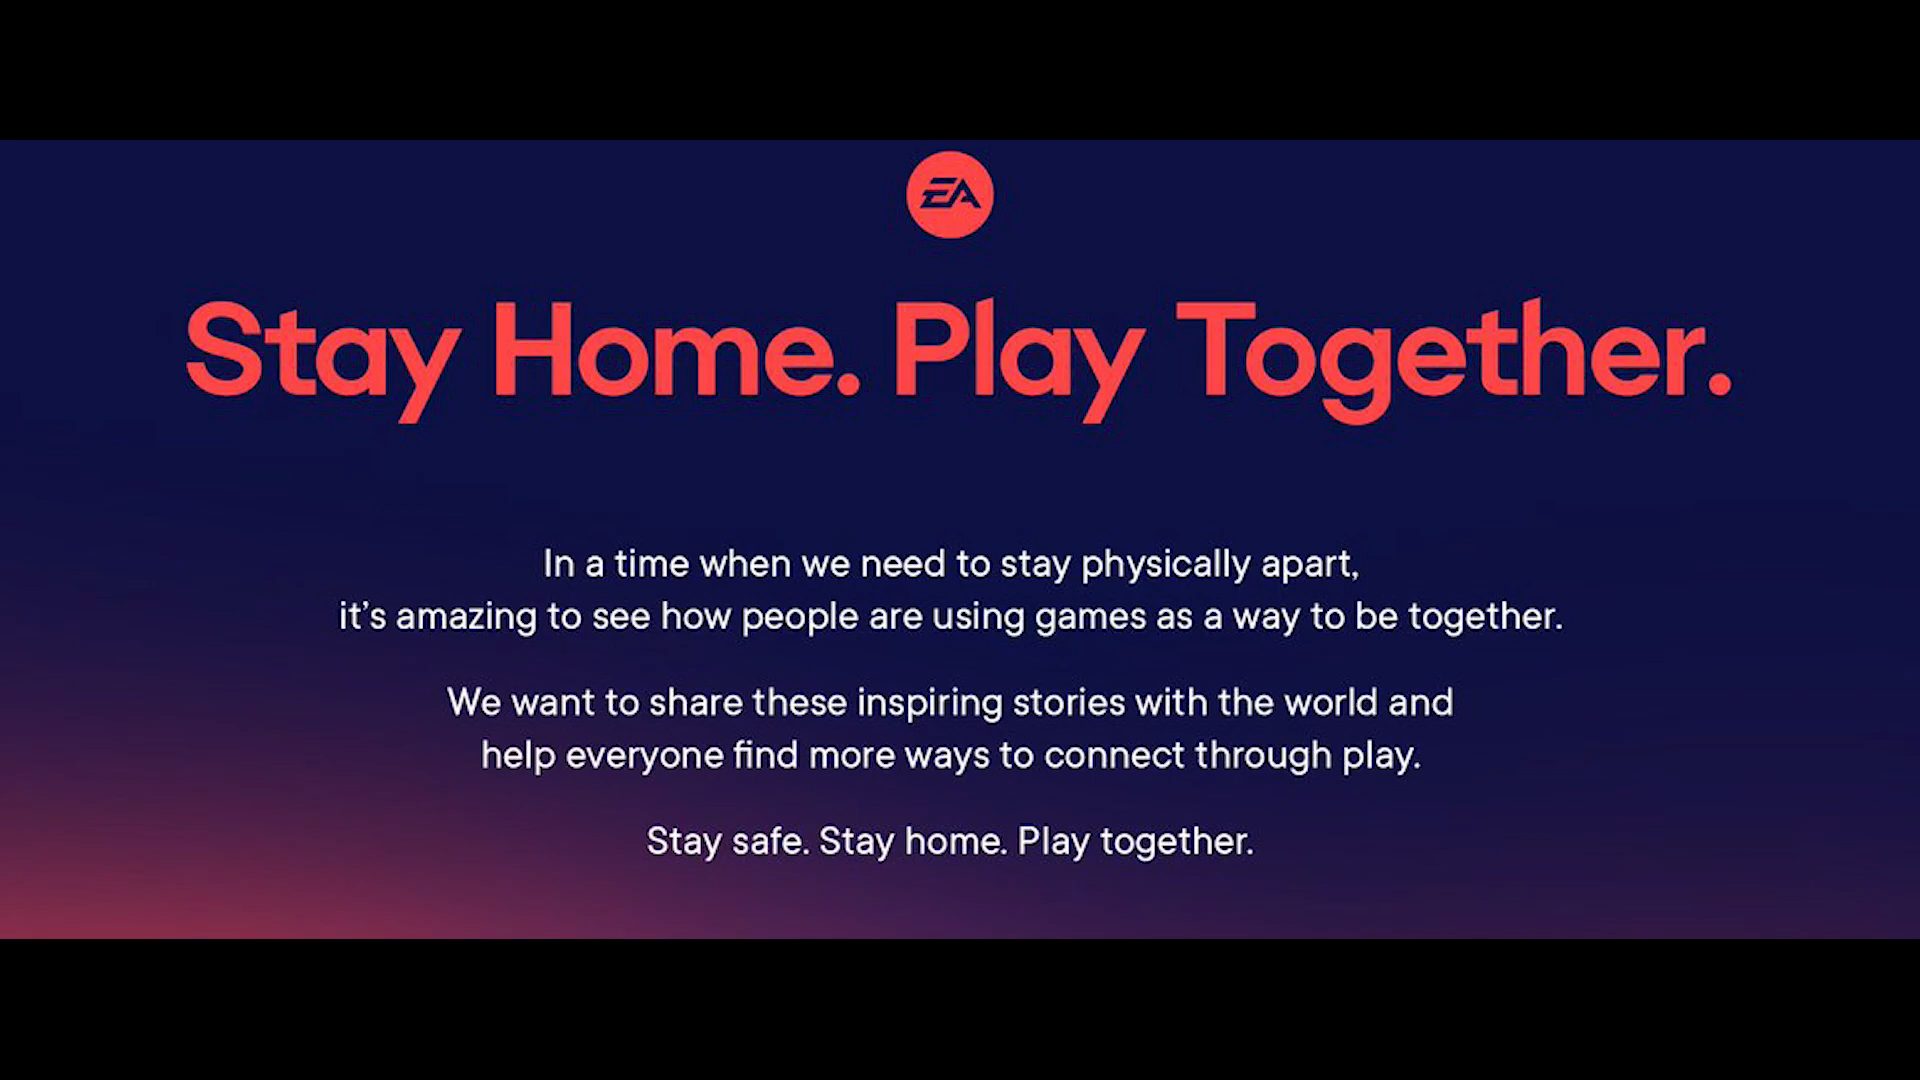 EA
Stay Home. Play Together.
In a time when we need to stay physically apart,
it’s amazing to see how people are using games as a way to be together.
We want to share these inspiring stories with the world and
help everyone find more ways to connect through play.
Stay safe. Stay home. Play together.